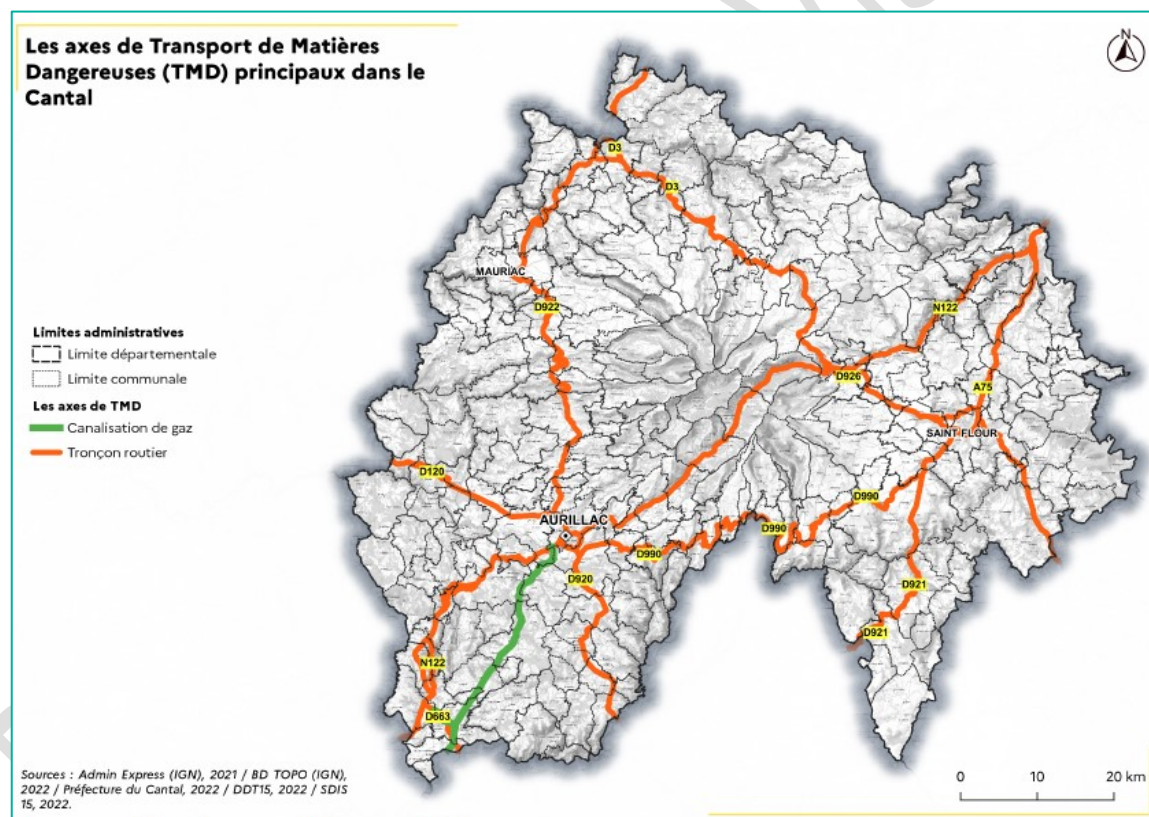 Les axes de Transport de Matières
Dangereuses (TMD) principaux dans le
Cantal
N
D3
D3
MAURIAC
D922
N122
Limites administratives
Limite départementale
Limite communale
Les axes de TMD
Canalisation de gaz
Tronçon routier
D926
A75
SAINT FLOUR
D120
D990
AURILLAC
D990
D990
D920
D921
D921
N122
D663
Sources : Admin Express (IGN), 2021 / BD TOPO (IGN),
2022 / Préfecture du Cantal, 2022 / DDT15, 2022 / SDIS
15, 2022.
0 10 20 km